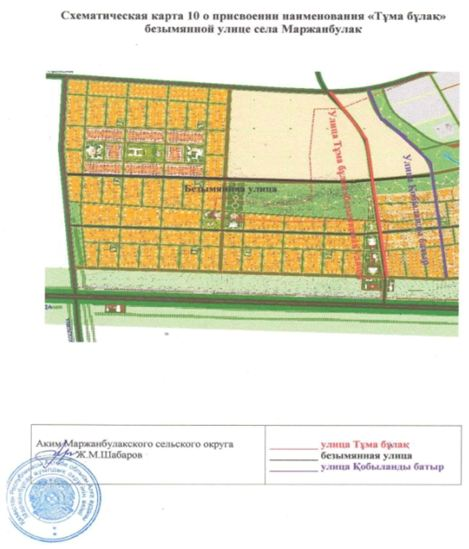 Схематическая карта 10 о присвоении наименования «Тұма бұлақ»
безымянной улице села Маржанбулак
Безымянная улица
Улица Тұма бұлақ
Улица Қобыланды батыр
Аким Маржанбулакского сельского округа
Ж.М.Шабаров
улица Тұма бұлақ
безымянная улица
улица Қобыланды батыр